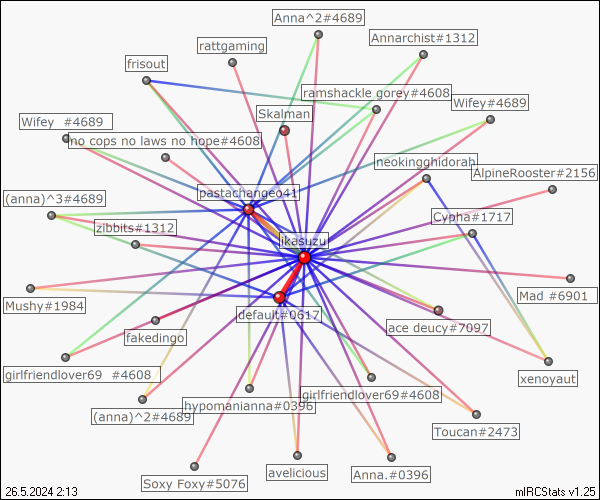 Anna^2#4689
Annarchist#1312
rattgaming
frisout
ramshackle gorey#4608
Wifey#4689
Skalman
Wifey  #4689
no cops no laws no hope#4608
neokingghidorah
AlpineRooster#2156
pastachange041
(anna)^3#4689
Cypha#1717
zibbits#1312
ikasuzu
Mad #6901
Mushy#1984
default#0617
ace deucy#7097
fakedingo
girlfriendlover69  #4608
xenoyaut
girlfriendlover69#4608
hypomanianna#0396
(anna)^2#4689
Toucan#2473
avelicious
Anna.#0396
Soxy Foxy#5076
26.5.2024 2:13
mIRCStats v1.25